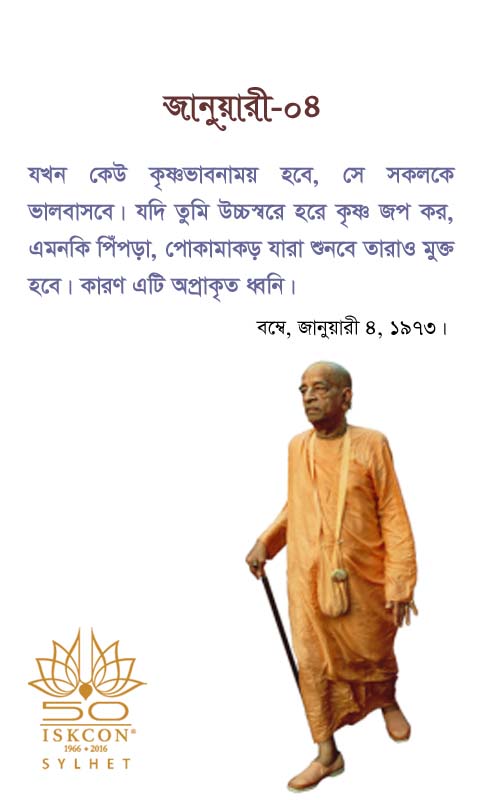 জানুয়ারী-০৪
যখন কেউ কৃষ্ণভাবনাময় হবে, সে সকলকে
ভালবাসবে। যদি তুমি উচ্চস্বরে হরে কৃষ্ণ জপ কর,
এমনকি পিঁপড়া, পোকামাকড় যারা শুনবে তারাও মুক্ত
হবে। কারণ এটি অপ্রাকৃত ধ্বনি।
বম্বে, জানুয়ারী ৪, ১৯৭৩।
50
ISKCON®
1966 • 2016
SYLHET